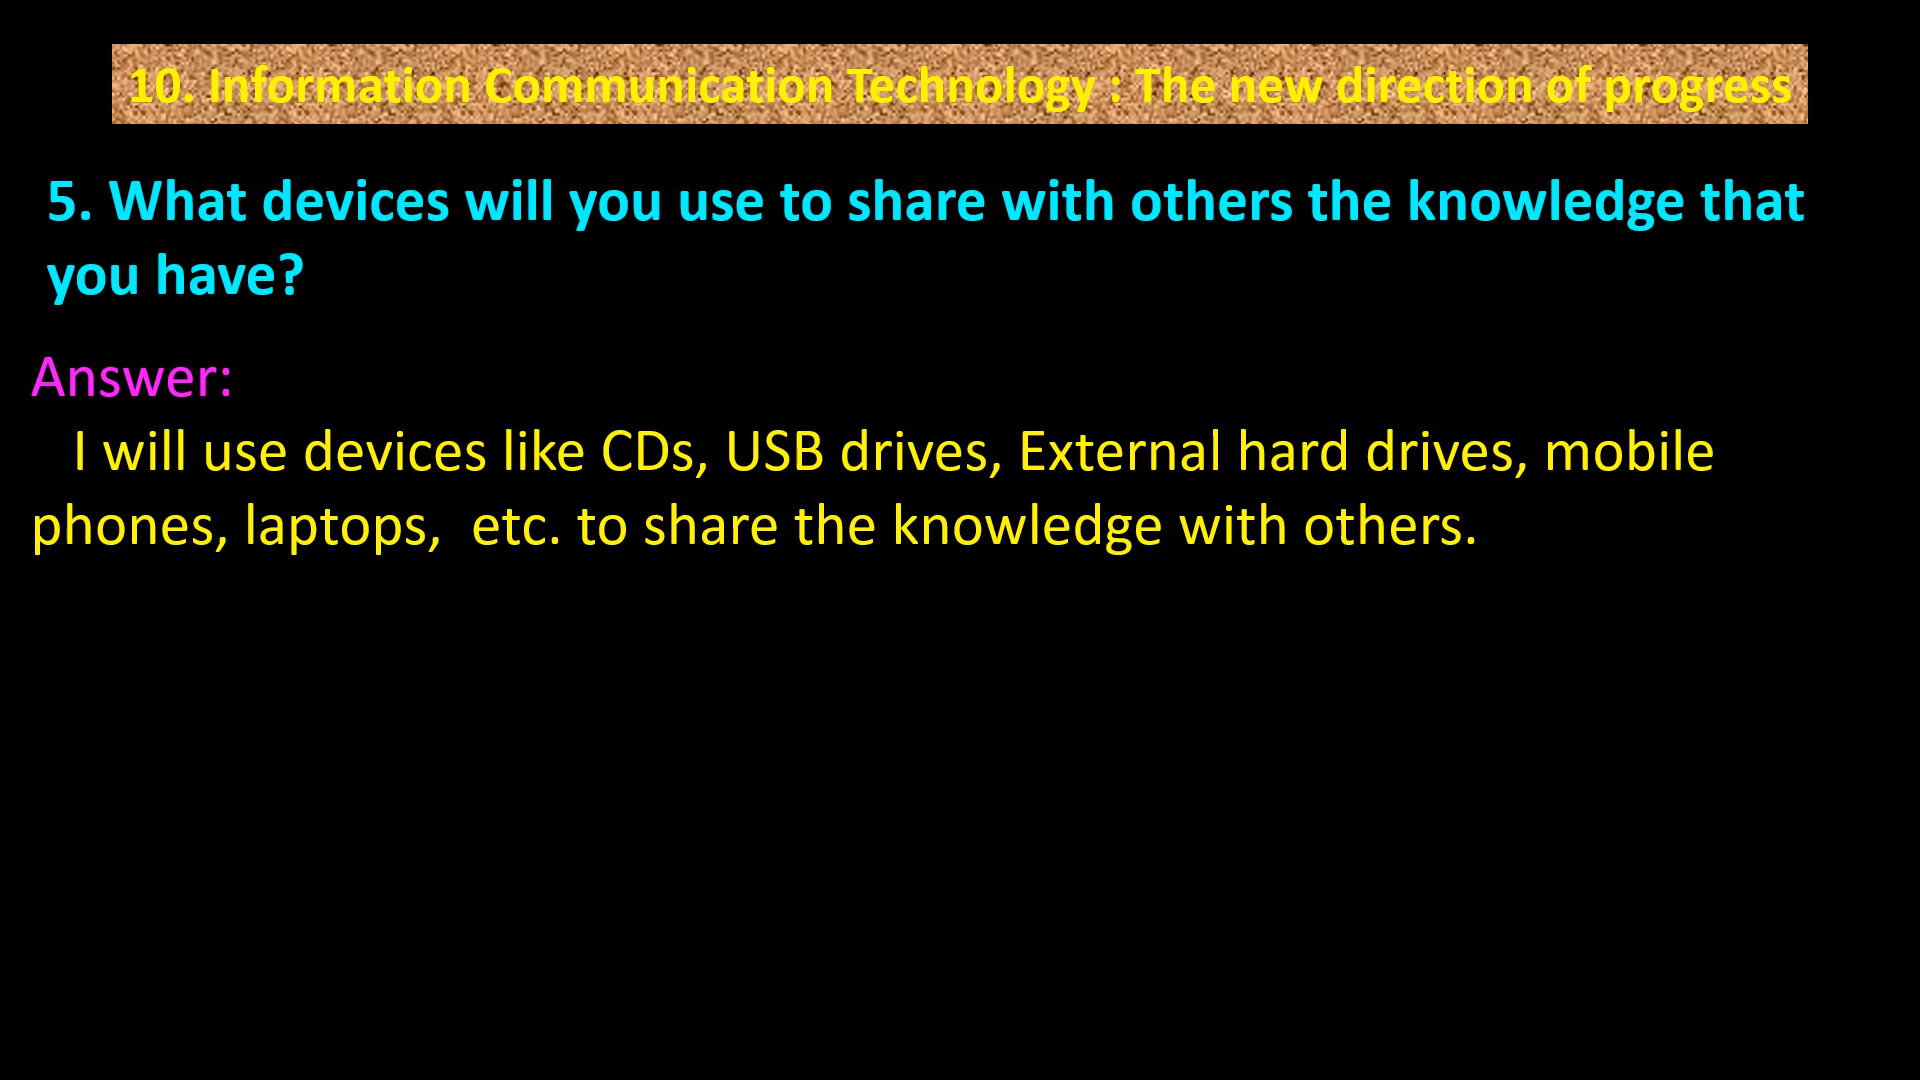 10. Information Communication Technology : The new direction of progress
5. What devices will you use to share with others the knowledge that
you have?
Answer:
I will use devices like CDs, USB drives, External hard drives, mobile
phones, laptops,  etc. to share the knowledge with others.